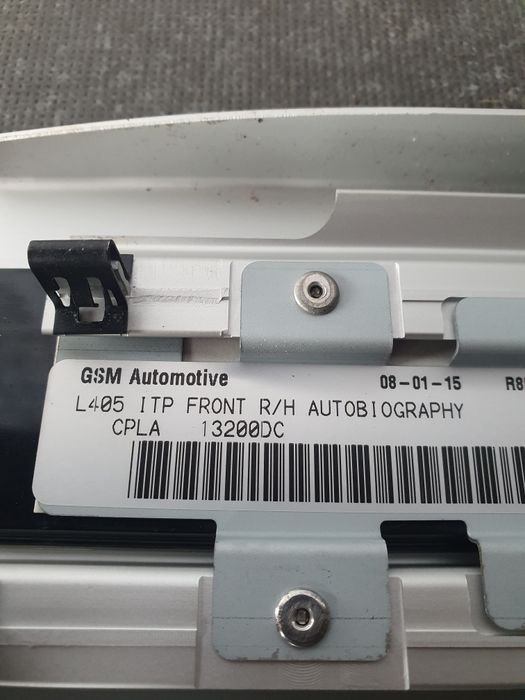 GSM Automotive 08-01-15
L405 ITP FRONT R/H AUTOBIOGRAPHY
CPLA 13200DC